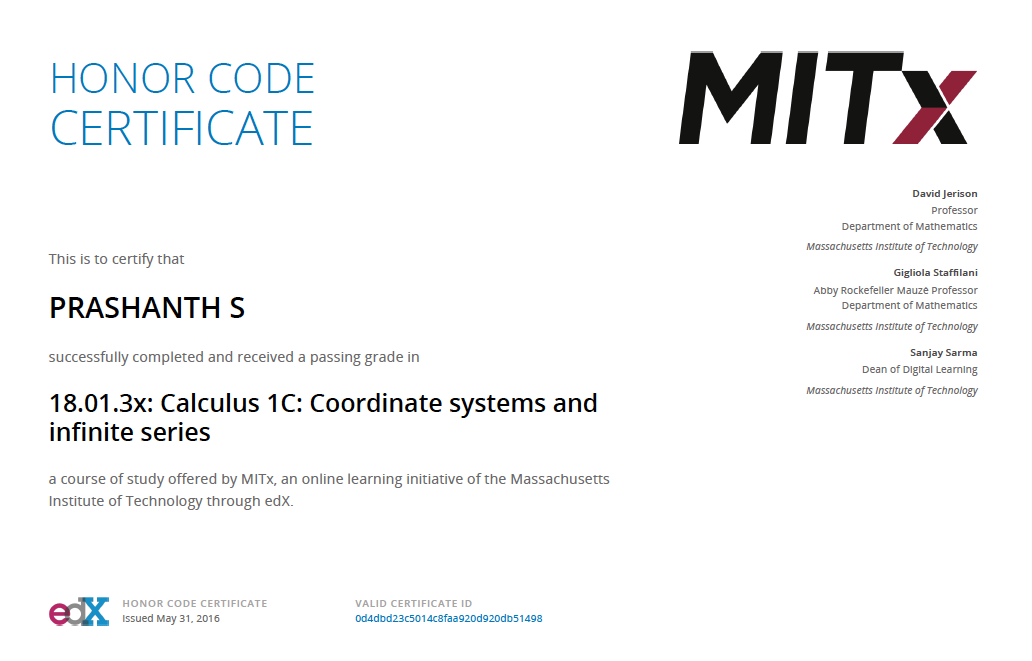 HONOR CODE
CERTIFICATE
MITx
David Jerison
Professor
Department of Mathematics
Massachusetts Institute of Technology
Gigliola Staffilani
Abby Rockefeller Mauzé Professor
Department of Mathematics
Massachusetts Institute of Technology
Sanjay Sarma
Dean of Digital Learning
Massachusetts Institute of Technology
This is to certify that
PRASHANTH S
successfully completed and received a passing grade in
18.01.3x: Calculus 1C: Coordinate systems and
infinite series
a course of study offered by MITx, an online learning initiative of the Massachusetts
Institute of Technology through edX.
edX
HONOR CODE CERTIFICATE
Issued May 31, 2016
VALID CERTIFICATE ID
0d4dbd23c5014c8faa920d920db51498